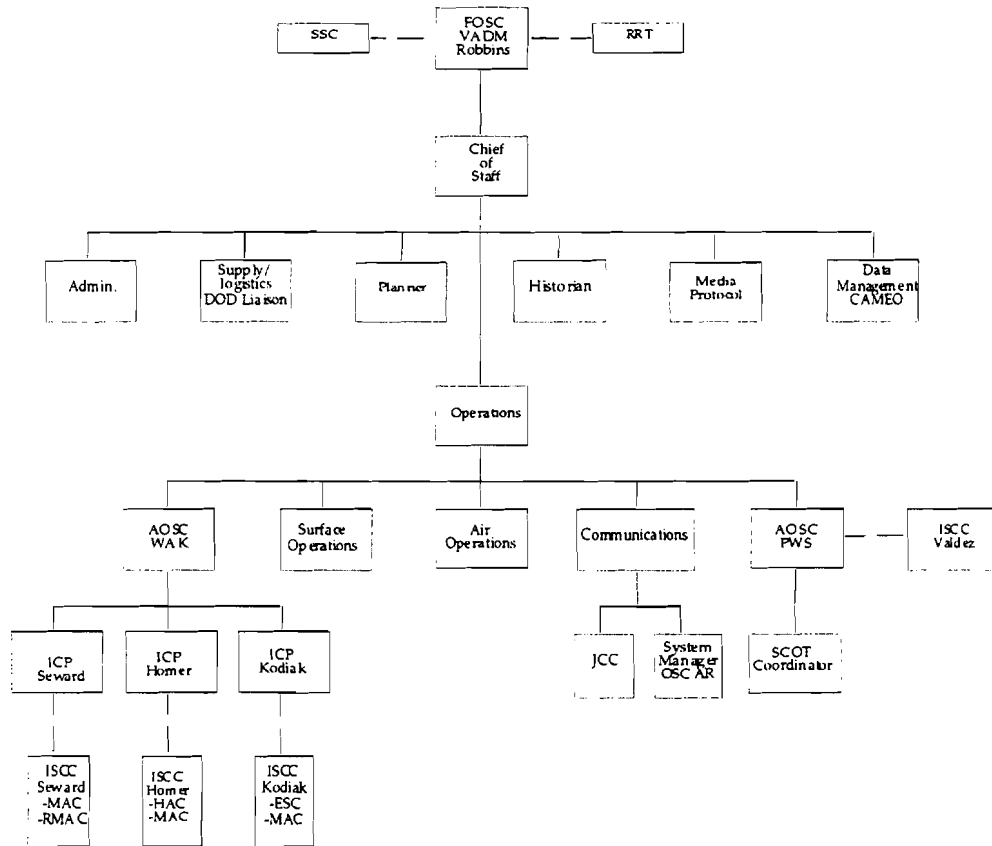 SSC
FOSC
VADM
Robbins
RRT
Chief
of
Staff
Admin.
Supply/
logistics
DOD Liaison
Planner
Historian
Media
Protocol
Data
Management
CAMEO
Operations
AOSC
WAK
Surface
Operations
Air
Operations
Communications
AOSC
PWS
ISCC
Valdez
ICP
Seward
ICP
Homer
ICP
Kodiak
JCC
System
Manager
OSCAR
SCOT
Coordinator
ISCC
Seward
-MAC
-RMAC
ISCC
Homer
-HAC
-MAC
ISCC
Kodiak
-ESC
-MAC